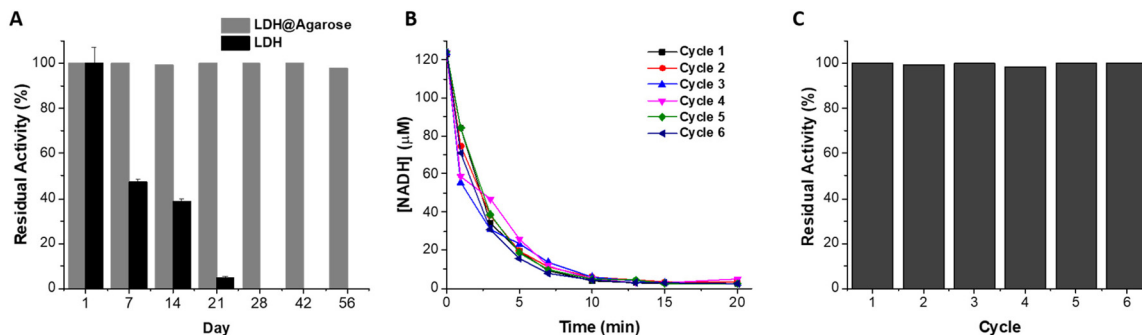 A
LDH@Agarose
LDH
120
100
80
60
40
20
0
Residual Activity (%)
1 7 14 21 28 42 56
Day
B
Cycle 1
Cycle 2
Cycle 3
Cycle 4
Cycle 5
Cycle 6
120
100
80
60
40
20
0
[NADH] (μM)
0 5 10 15 20
Time (min)
C
100
80
60
40
20
0
Residual Activity (%)
1 2 3 4 5 6
Cycle